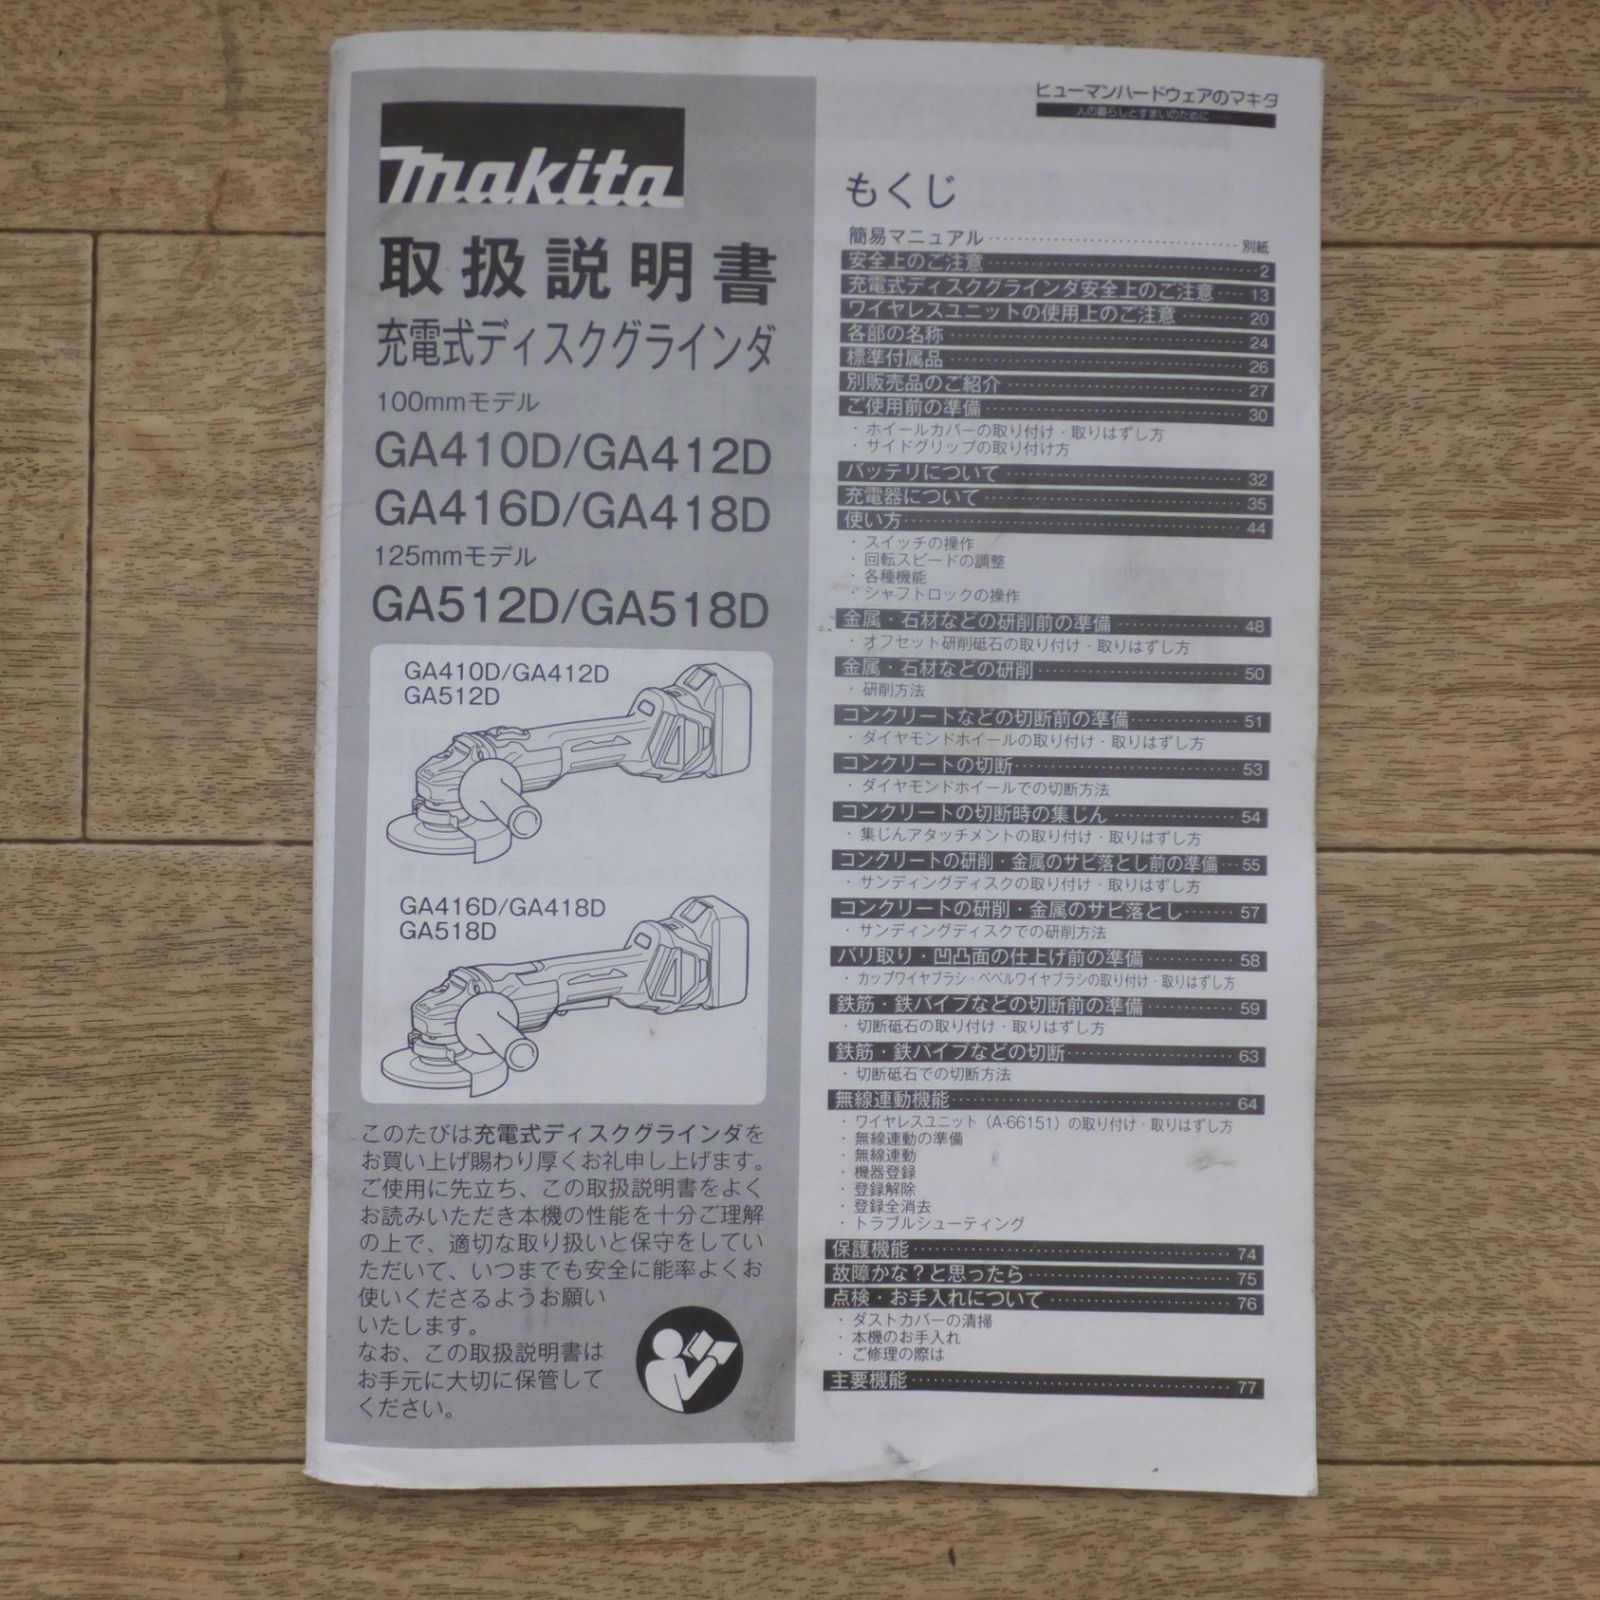 makita
取扱説明書
充電式ディスクグラインダ
100mmモデル
GA410D/GA412D
GA416D/GA418D
125mmモデル
GA512D/GA518D
GA410D/GA412D
GA512D
GA416D/GA418D
GA518D
このたびは充電式ディスクグラインダを
お買い上げ賜わり厚くお礼申し上げます。
ご使用に先立ち、この取扱説明書をよく
お読みいただき本機の性能を十分ご理解
の上で、適切な取り扱いと保守をしてい
ただいて、いつまでも安全に能率よくお
使いくださるようお願い
いたします。
なお、この取扱説明書は
お手元に大切に保管して
ください。
ヒューマンハードウェアのマキタ
人の暮らしとすまいのために
もくじ
簡易マニュアル 別紙
安全上のご注意 2
充電式ディスクグラインダ安全上のご注意 13
ワイヤレスユニットの使用上のご注意 20
各部の名称 24
標準付属品 26
別販売品のご紹介 27
ご使用前の準備 30
・ホイールカバーの取り付け・取りはずし方
・サイドグリップの取り付け方
バッテリについて 32
充電器について 35
使い方 44
・スイッチの操作
・回転スピードの調整
・各種機能
・シャフトロックの操作
金属・石材などの研削前の準備 48
・オフセット研削砥石の取り付け・取りはずし方
金属・石材などの研削 50
・研削方法
コンクリートなどの切断前の準備 51
・ダイヤモンドホイールの取り付け・取りはずし方
コンクリートの切断 53
・ダイヤモンドホイールでの切断方法
コンクリートの切断時の集じん 54
・集じんアタッチメントの取り付け・取りはずし方
コンクリートの研削・金属のサビ落とし前の準備 55
・サンディングディスクの取り付け・取りはずし方
コンクリートの研削・金属のサビ落とし 57
・サンディングディスクでの研削方法
バリ取り・凹凸面の仕上げ前の準備 58
・カップワイヤブラシ・ベベルワイヤブラシの取り付け・取りはずし方
鉄筋・鉄パイプなどの切断前の準備 59
・切断砥石の取り付け・取りはずし方
鉄筋・鉄パイプなどの切断 63
・切断砥石での切断方法
無線連動機能 64
・ワイヤレスユニット（A-66151）の取り付け・取りはずし方
・無線連動の準備
・無線連動
・機器登録
・登録解除
・登録全消去
・トラブルシューティング
保護機能 74
故障かな？と思ったら 75
点検・お手入れについて 76
・ダストカバーの清掃
・本機のお手入れ
・ご修理の際は
主要機能 77